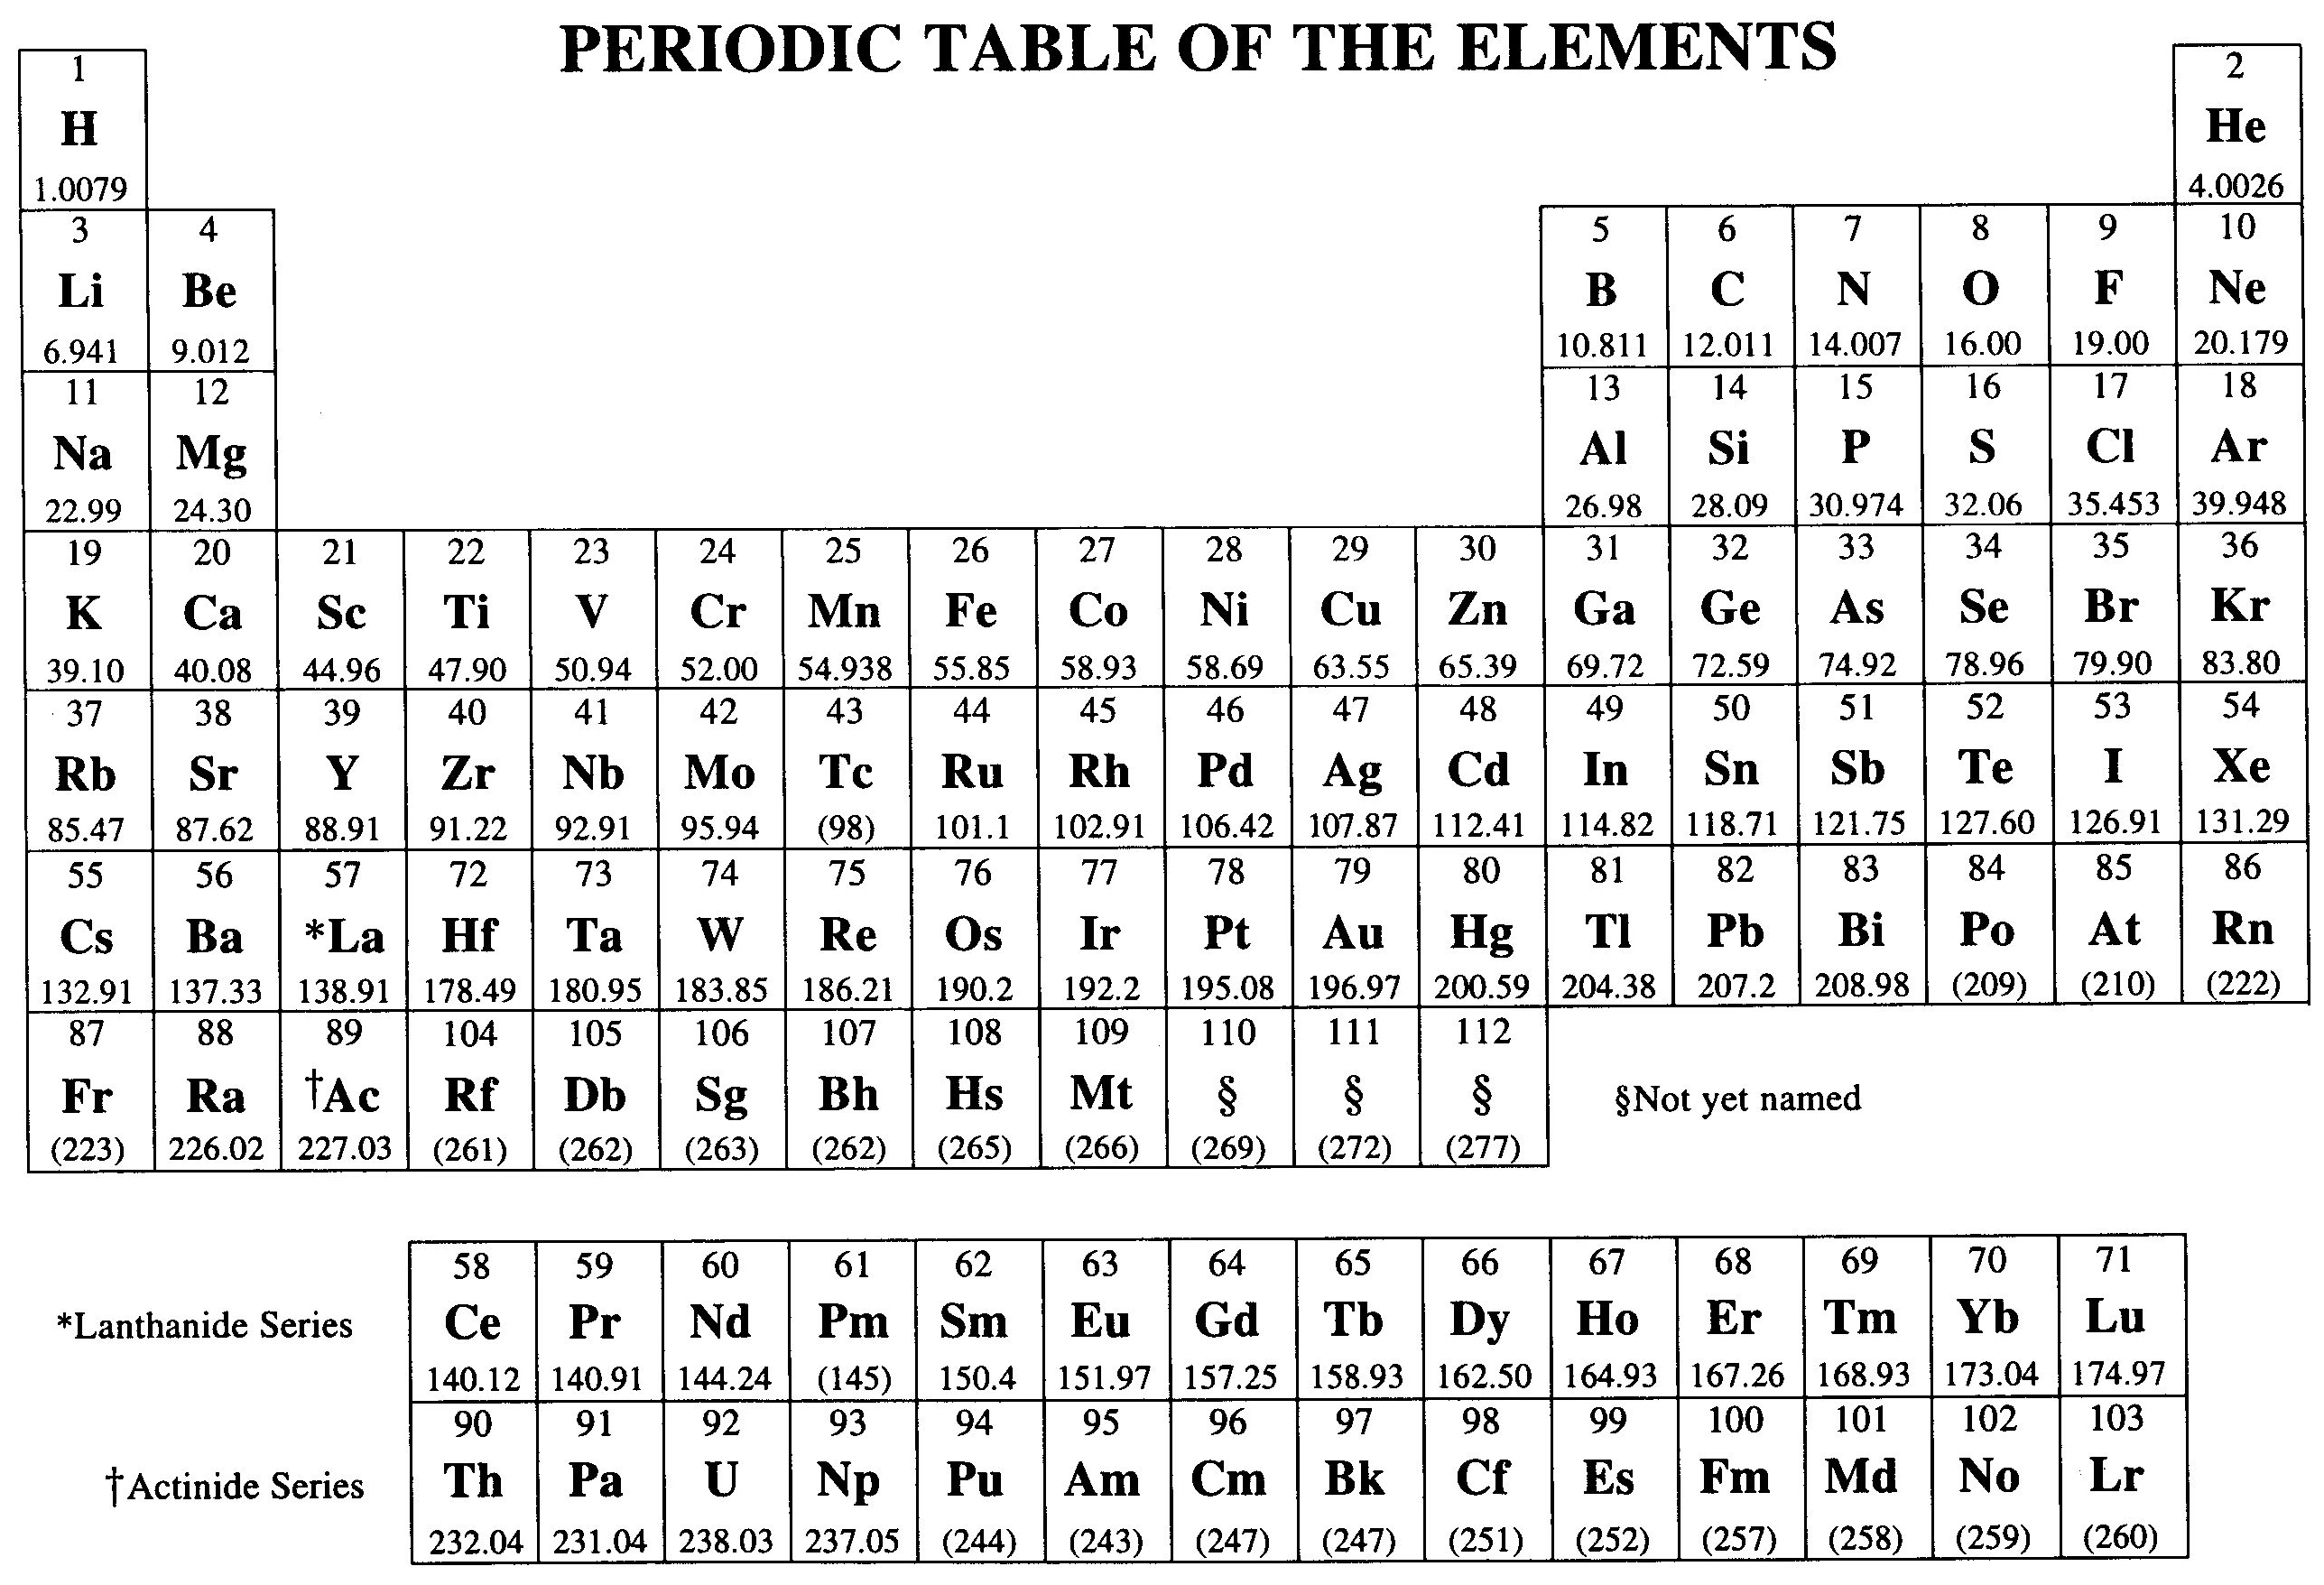 PERIODIC TABLE OF THE ELEMENTS
1 2
H He
1.0079 4.0026
3 4 5 6 7 8 9 10
Li Be B C N O F Ne
6.941 9.012 10.811 12.011 14.007 16.00 19.00 20.179
11 12 13 14 15 16 17 18
Na Mg Al Si P S Cl Ar
22.99 24.30 26.98 28.09 30.974 32.06 35.453 39.948
19 20 21 22 23 24 25 26 27 28 29 30 31 32 33 34 35 36
K Ca Sc Ti V Cr Mn Fe Co Ni Cu Zn Ga Ge As Se Br Kr
39.10 40.08 44.96 47.90 50.94 52.00 54.938 55.85 58.93 58.69 63.55 65.39 69.72 72.59 74.92 78.96 79.90 83.80
37 38 39 40 41 42 43 44 45 46 47 48 49 50 51 52 53 54
Rb Sr Y Zr Nb Mo Tc Ru Rh Pd Ag Cd In Sn Sb Te I Xe
85.47 87.62 88.91 91.22 92.91 95.94 (98) 101.1 102.91 106.42 107.87 112.41 114.82 118.71 121.75 127.60 126.91 131.29
55 56 57 72 73 74 75 76 77 78 79 80 81 82 83 84 85 86
Cs Ba *La Hf Ta W Re Os Ir Pt Au Hg Tl Pb Bi Po At Rn
132.91 137.33 138.91 178.49 180.95 183.85 186.21 190.2 192.2 195.08 196.97 200.59 204.38 207.2 208.98 (209) (210) (222)
87 88 89 104 105 106 107 108 109 110 111 112
Fr Ra †Ac Rf Db Sg Bh Hs Mt § § § §Not yet named
(223) 226.02 227.03 (261) (262) (263) (262) (265) (266) (269) (272) (277)
58 59 60 61 62 63 64 65 66 67 68 69 70 71
*Lanthanide Series Ce Pr Nd Pm Sm Eu Gd Tb Dy Ho Er Tm Yb Lu
140.12 140.91 144.24 (145) 150.4 151.97 157.25 158.93 162.50 164.93 167.26 168.93 173.04 174.97
90 91 92 93 94 95 96 97 98 99 100 101 102 103
†Actinide Series Th Pa U Np Pu Am Cm Bk Cf Es Fm Md No Lr
232.04 231.04 238.03 237.05 (244) (243) (247) (247) (251) (252) (257) (258) (259) (260)